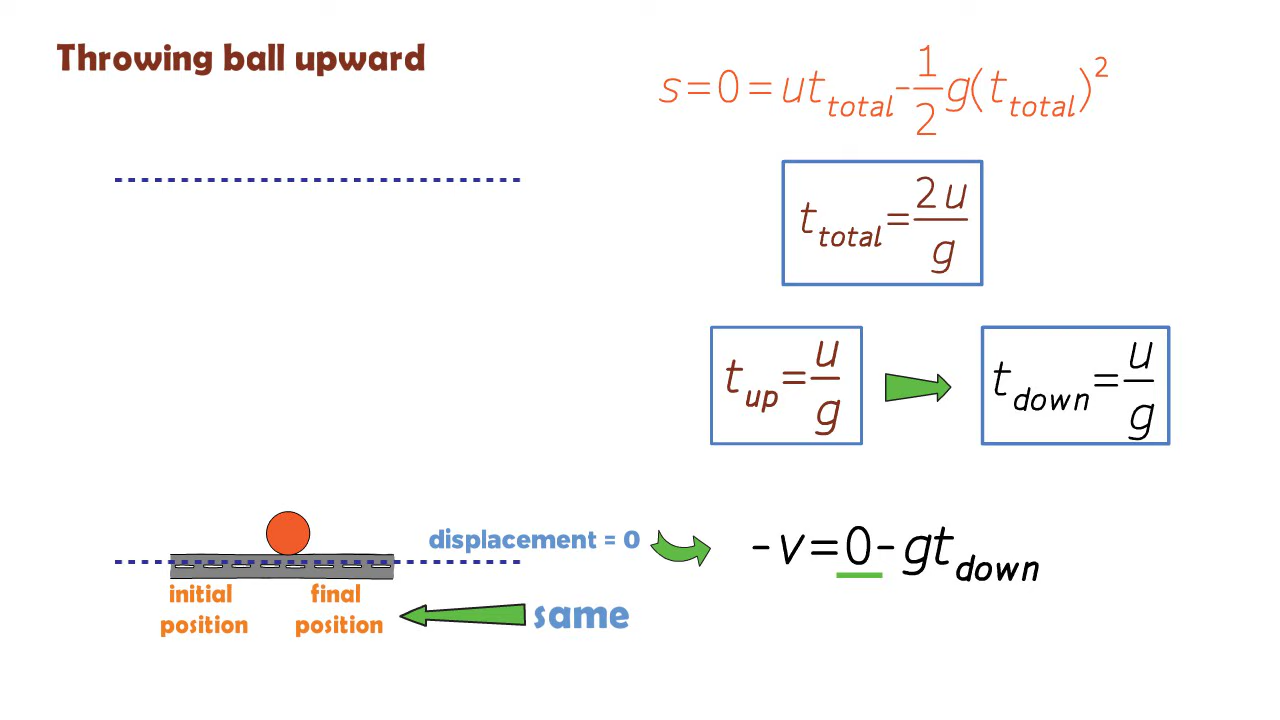 Throwing ball upward
s=0=ut_total-1/2g(t_total)^2
t_total=2u/g
t_up=u/g
t_down=u/g
displacement = 0
-v=0-gt_down
initial position
final position
same